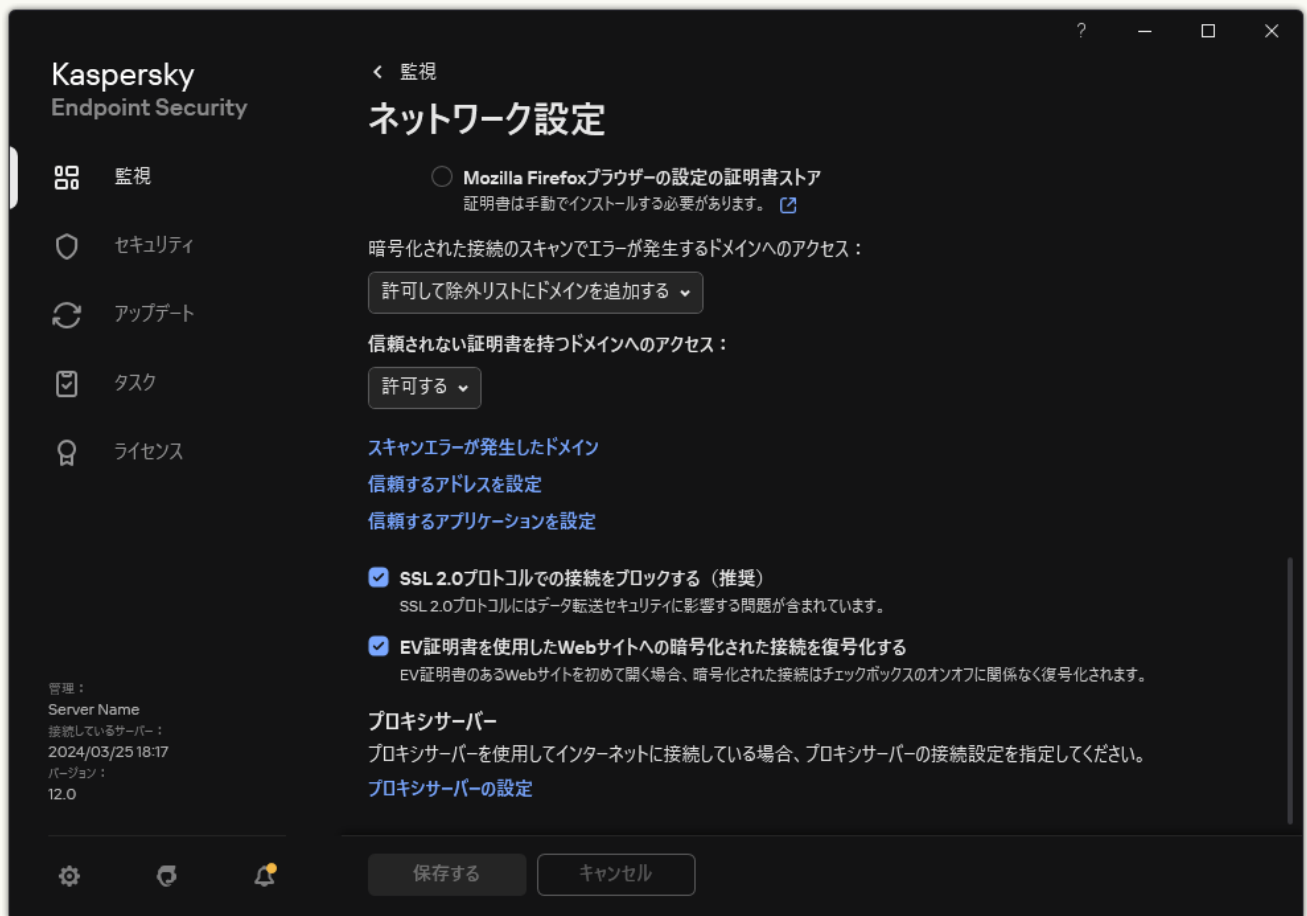 ?
Kaspersky
Endpoint Security
監視
セキュリティ
アップデート
タスク
ライセンス
管理：
Server Name
接続しているサーバー：
2024/03/25 18:17
バージョン：
12.0
監視
ネットワーク設定
Mozilla Firefoxブラウザーの設定の証明書ストア
証明書は手動でインストールする必要があります。
暗号化された接続のスキャンでエラーが発生するドメインへのアクセス：
許可して除外リストにドメインを追加する
信頼されない証明書を持つドメインへのアクセス：
許可する
スキャンエラーが発生したドメイン
信頼するアドレスを設定
信頼するアプリケーションを設定
SSL 2.0プロトコルでの接続をブロックする（推奨）
SSL 2.0プロトコルにはデータ転送セキュリティに影響する問題が含まれています。
EV証明書を使用したWebサイトへの暗号化された接続を復号化する
EV証明書のあるWebサイトを初めて開く場合、暗号化された接続はチェックボックスのオンオフに関係なく復号化されます。
プロキシサーバー
プロキシサーバーを使用してインターネットに接続している場合、プロキシサーバーの接続設定を指定してください。
プロキシサーバーの設定
保存する
キャンセル